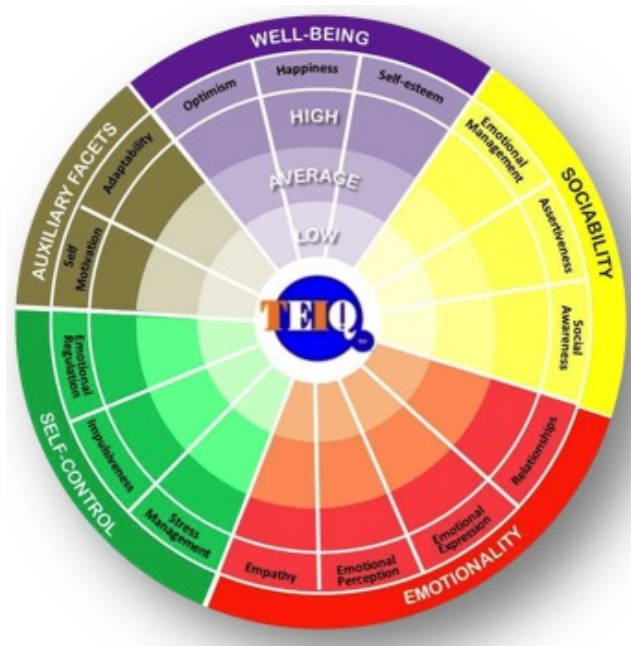 WELL-BEING
Optimism
Happiness
Self-esteem
HIGH
AVERAGE
LOW
SOCIABILITY
Emotional
Management
Assertiveness
Social
Awareness
EMOTIONALITY
Relationships
Emotional
Expression
Emotional
Perception
Empathy
SELF-CONTROL
Stress
Management
Impulsiveness
Emotional
Regulation
AUXILIARY FACETS
Self
Motivation
Adaptability
TEIQ